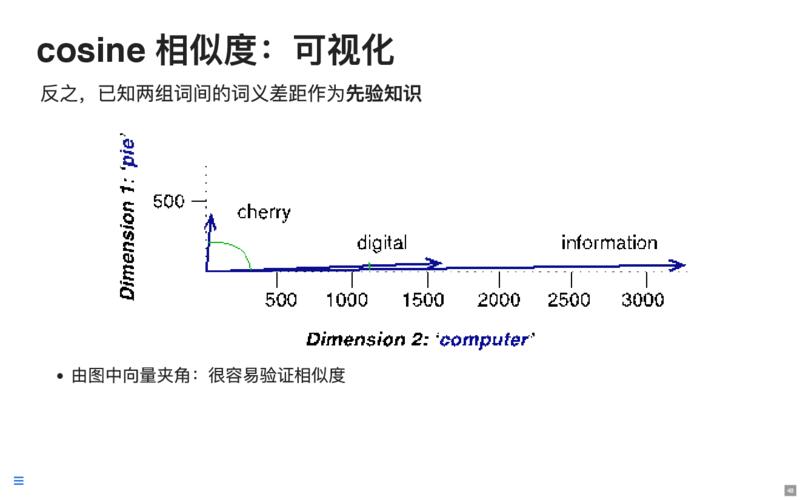 cosine 相似度：可视化
反之，已知两组词间的词义差距作为先验知识
Dimension 1: ‘pie’
500
cherry
digital
information
500 1000 1500 2000 2500 3000
Dimension 2: ‘computer’
• 由图中向量夹角：很容易验证相似度